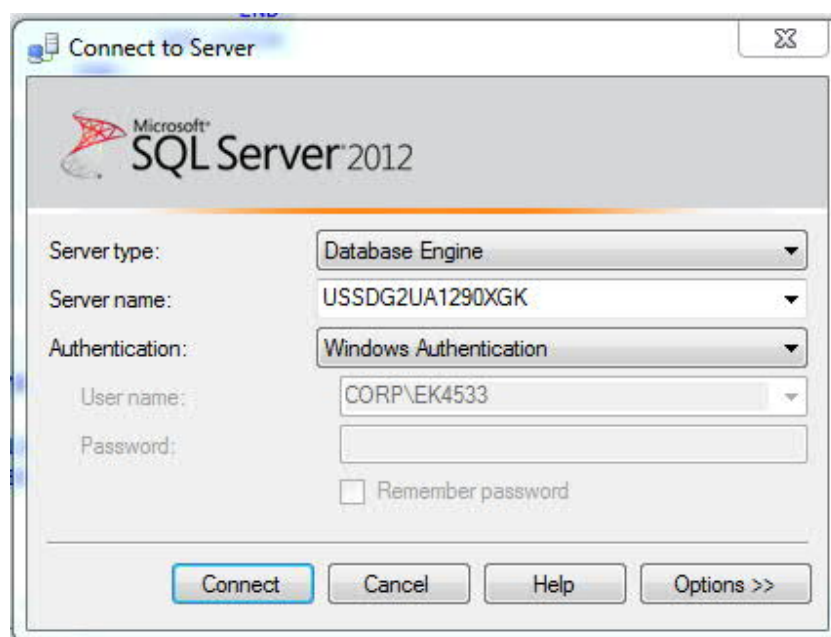 END
Connect to Server
Microsoft®
SQL Server® 2012
Server type: Database Engine
Server name: USSDG2UA1290XGK
Authentication: Windows Authentication
User name: CORP\EK4533
Password:
Remember password
Connect Cancel Help Options >>